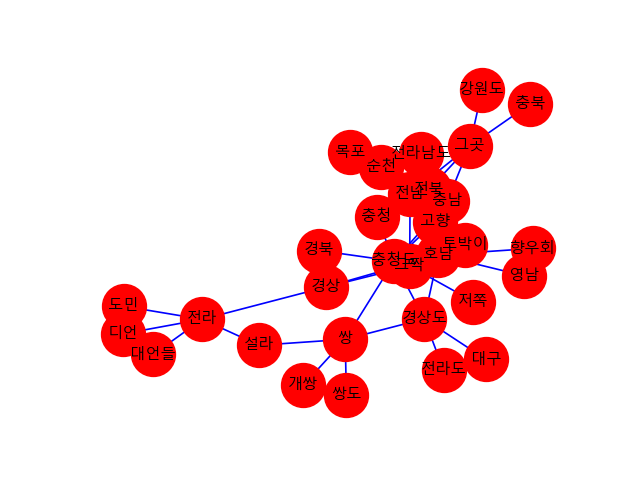 강원도
충북
그곳
목포
전라남도
순천
전북
전남
충남
충청
고향
토박이
향우회
경북
호남
충청도
그쪽
영남
경상
저쪽
도민
전라
경상도
디언
쌍
설라
대언들
대구
전라도
개쌍
쌍도